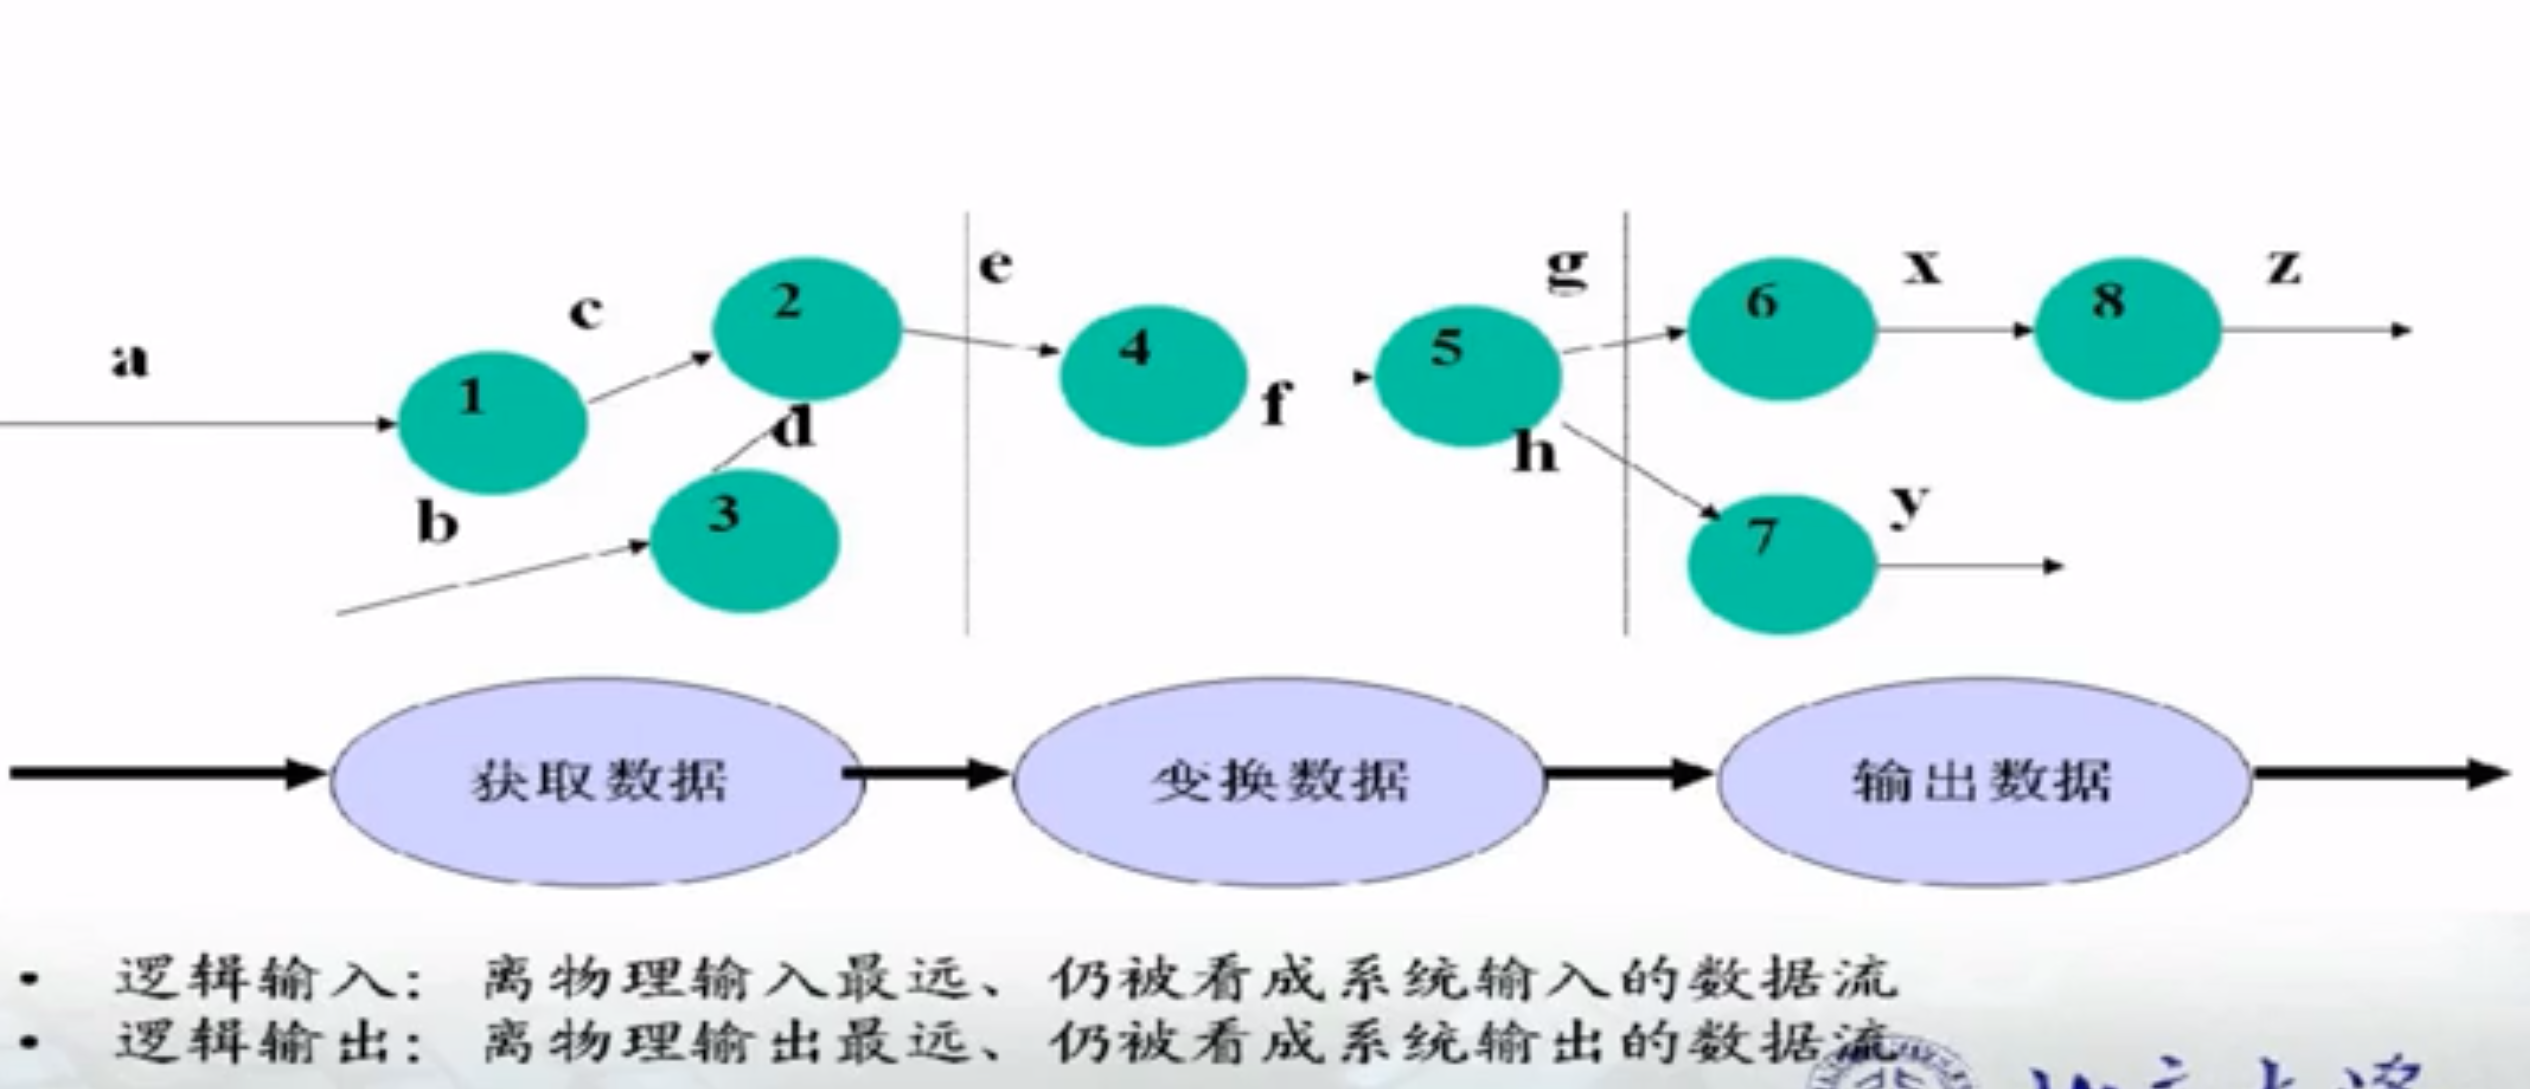 a
c
2
e
g
6
x
8
z
1
4
f
5
d
h
b
3
7
y
获取数据
变换数据
输出数据
• 逻辑输入： 离物理输入最远、仍被看成系统输入的数据流
• 逻辑输出： 离物理输出最远、仍被看成系统输出的数据流